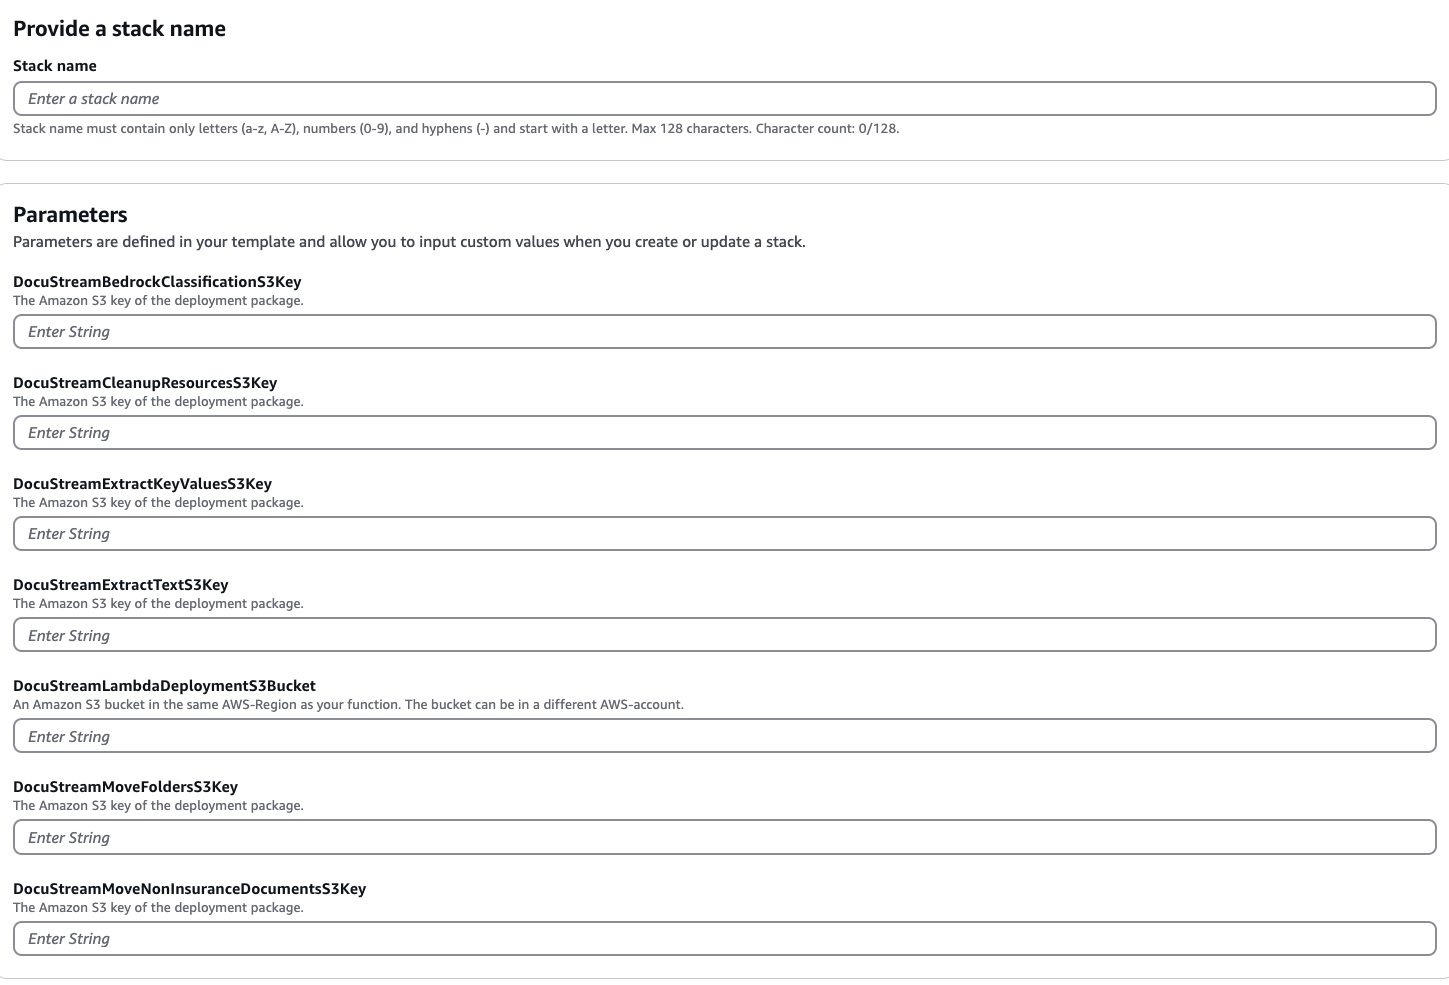 Provide a stack name
Stack name
Enter a stack name
Stack name must contain only letters (a-z, A-Z), numbers (0-9), and hyphens (-) and start with a letter. Max 128 characters. Character count: 0/128.
Parameters
Parameters are defined in your template and allow you to input custom values when you create or update a stack.
DocuStreamBedrockClassificationS3Key
The Amazon S3 key of the deployment package.
Enter String
DocuStreamCleanupResourcesS3Key
The Amazon S3 key of the deployment package.
Enter String
DocuStreamExtractKeyValuesS3Key
The Amazon S3 key of the deployment package.
Enter String
DocuStreamExtractTextS3Key
The Amazon S3 key of the deployment package.
Enter String
DocuStreamLambdaDeploymentS3Bucket
An Amazon S3 bucket in the same AWS-Region as your function. The bucket can be in a different AWS-account.
Enter String
DocuStreamMoveFoldersS3Key
The Amazon S3 key of the deployment package.
Enter String
DocuStreamMoveNonInsuranceDocumentsS3Key
The Amazon S3 key of the deployment package.
Enter String